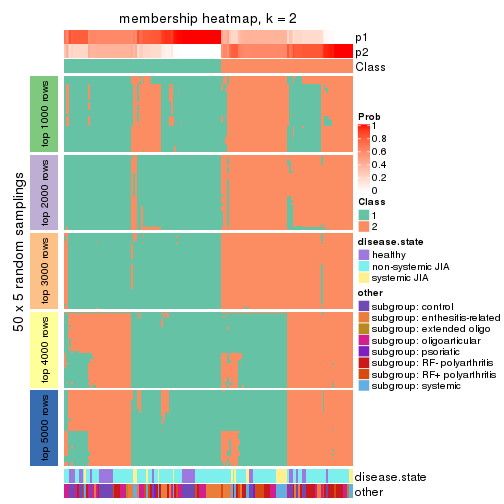 membership heatmap, k = 2
p1
p2
Class
50 x 5 random samplings
top 1000 rows
top 2000 rows
top 3000 rows
top 4000 rows
top 5000 rows
disease.state
other
Prob
1
0.8
0.6
0.4
0.2
0
Class
1
2
disease.state
healthy
non-systemic JIA
systemic JIA
other
subgroup: control
subgroup: enthesitis-related
subgroup: extended oligo
subgroup: oligoarticular
subgroup: psoriatic
subgroup: RF- polyarthritis
subgroup: RF+ polyarthritis
subgroup: systemic